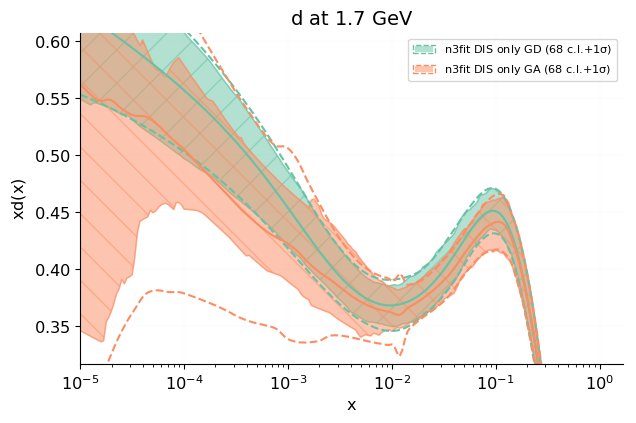 d at 1.7 GeV
n3fit DIS only GD (68 c.l.+1σ)
n3fit DIS only GA (68 c.l.+1σ)
xd(x)
0.60
0.55
0.50
0.45
0.40
0.35
10⁻⁵
10⁻⁴
10⁻³
10⁻²
10⁻¹
10⁰
x